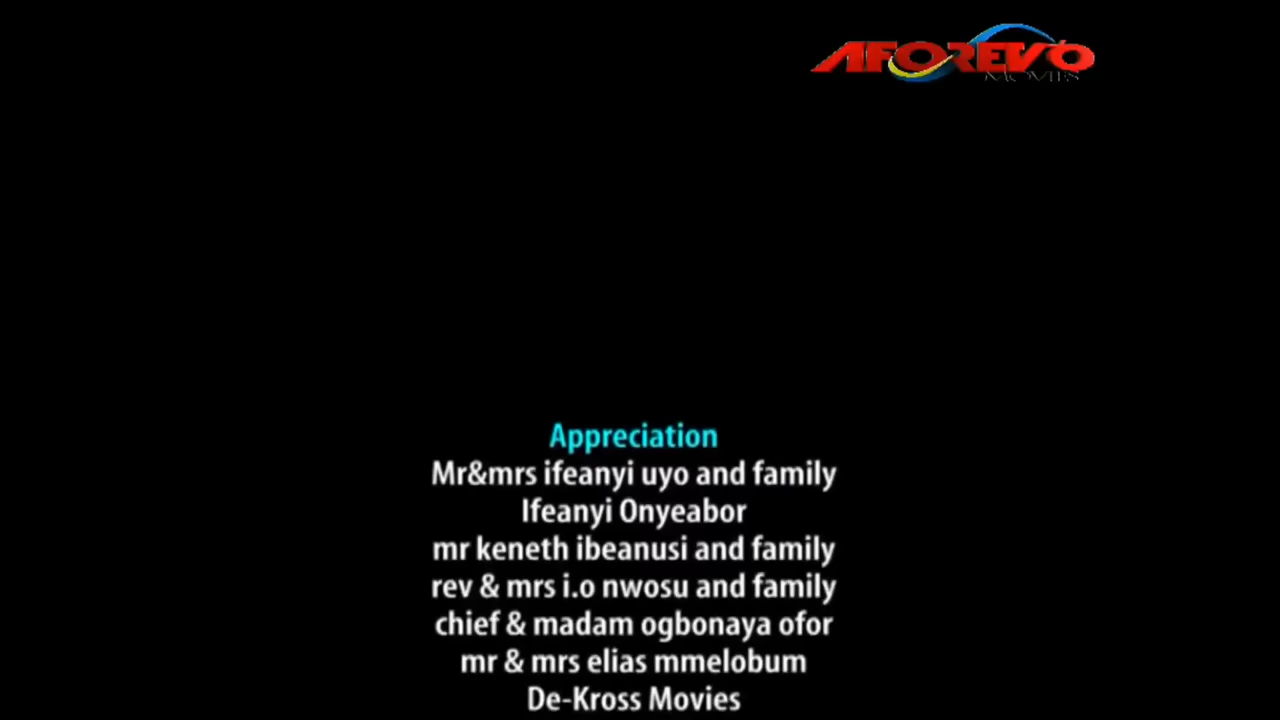 AFOREVO
MOVIES
Appreciation
Mr&mrs ifeanyi uyo and family
Ifeanyi Onyeabor
mr keneth ibeanusi and family
rev & mrs i.o nwosu and family
chief & madam ogbonaya ofor
mr & mrs elias mmelobum
De-Kross Movies